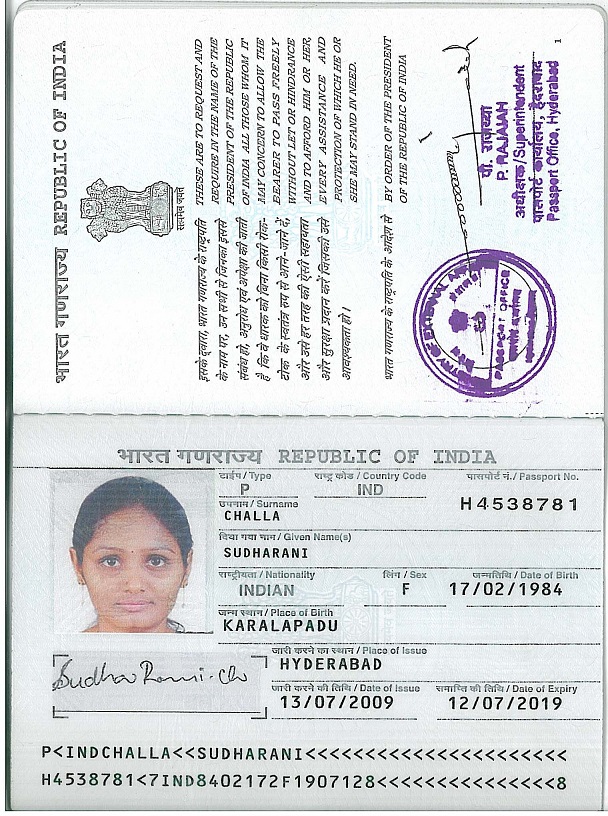 भारत गणराज्य REPUBLIC OF INDIA
सत्यमेव जयते
इसके द्वारा, भारत गणराज्य के राष्ट्रपति
के नाम पर, उन सभी से जिनका इससे
संबंध हो, अनुरोध एवं अपेक्षा की जाती
है कि वे धारक को बिना किसी रोक-
टोक के स्वतंत्र रूप से आने-जाने दें,
और उसे हर तरह की ऐसी सहायता
और सुरक्षा प्रदान करें जिसकी उसे
आवश्यकता हो।
THESE ARE TO REQUEST AND
REQUIRE IN THE NAME OF THE
PRESIDENT OF THE REPUBLIC
OF INDIA ALL THOSE WHOM IT
MAY CONCERN TO ALLOW THE
BEARER TO PASS FREELY
WITHOUT LET OR HINDRANCE
AND TO AFFORD HIM OR HER,
EVERY ASSISTANCE AND
PROTECTION OF WHICH HE OR
SHE MAY STAND IN NEED.
भारत गणराज्य के राष्ट्रपति के आदेश से
BY ORDER OF THE PRESIDENT
OF THE REPUBLIC OF INDIA
PASSPORT OFFICE
पी. राजय्या
P. RAJAIAH
अधीक्षक/Superintendent
पासपोर्ट कार्यालय, हैदराबाद
Passport Office, Hyderabad
1
भारत गणराज्य REPUBLIC OF INDIA
टाईप / Type
राष्ट्र कोड / Country Code
पासपोर्ट नं. / Passport No.
P
IND
H4538781
उपनाम / Surname
CHALLA
दिया गया नाम / Given Name(s)
SUDHARANI
राष्ट्रीयता / Nationality
लिंग / Sex
जन्मतिथि / Date of Birth
INDIAN
F
17/02/1984
जन्म स्थान / Place of Birth
KARALAPADU
जारी करने का स्थान / Place of Issue
HYDERABAD
Sudha Rani.Ch
जारी करने की तिथि / Date of Issue
समाप्ति की तिथि / Date of Expiry
13/07/2009
12/07/2019
P<INDCHALLA<<SUDHARANI<<<<<<<<<<<<<<<<<<<<<<
H4538781<7IND8402172F1907128<<<<<<<<<<<<<<<8